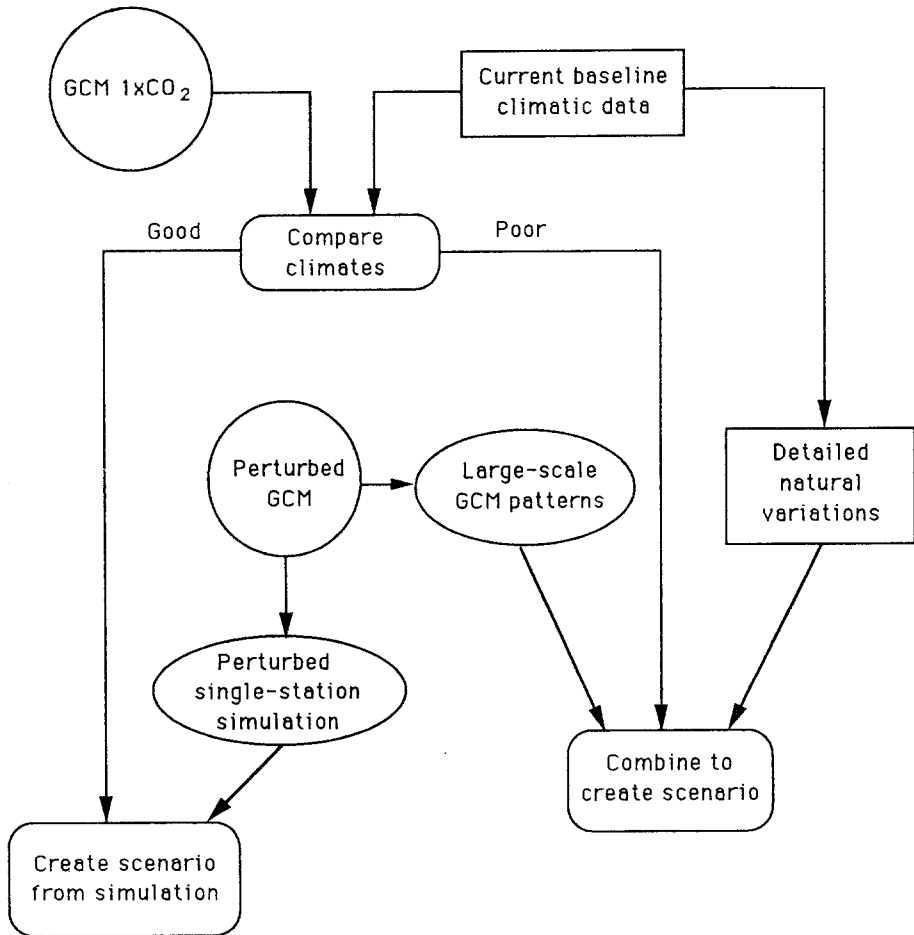 GCM 1xCO₂
Current baseline
climatic data
Good
Compare
climates
Poor
Perturbed
GCM
Large-scale
GCM patterns
Detailed
natural
variations
Perturbed
single-station
simulation
Combine to
create scenario
Create scenario
from simulation